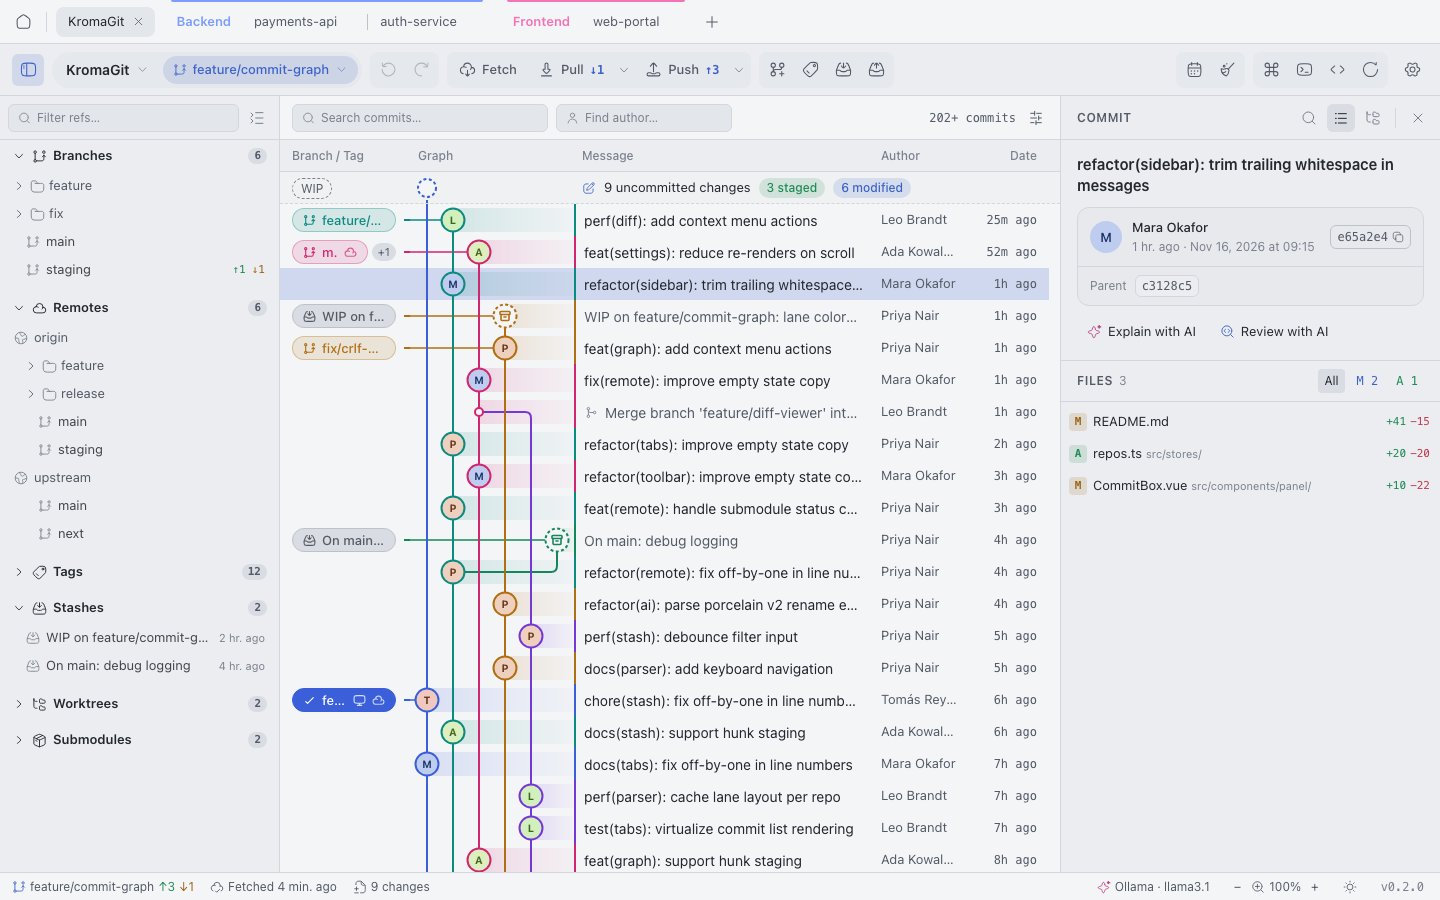 KromaGit
Backend
payments-api
auth-service
Frontend
web-portal
KromaGit
feature/commit-graph
Fetch
Pull ↓1
Push ↑3
Filter refs...
Search commits...
Find author...
202+ commits
COMMIT
Branches 6
feature
fix
main
staging ↑1 ↓1
Remotes 6
origin
feature
release
main
staging
upstream
main
next
Tags 12
Stashes 2
WIP on feature/commit-g... 2 hr. ago
On main: debug logging 4 hr. ago
Worktrees 2
Submodules 2
Branch / Tag Graph Message Author Date
WIP 9 uncommitted changes 3 staged 6 modified
feature/... L perf(diff): add context menu actions Leo Brandt 25m ago
m. +1 A feat(settings): reduce re-renders on scroll Ada Kowal... 52m ago
M refactor(sidebar): trim trailing whitespace... Mara Okafor 1h ago
WIP on f... WIP on feature/commit-graph: lane color... Priya Nair 1h ago
fix/crlf-... P feat(graph): add context menu actions Priya Nair 1h ago
M fix(remote): improve empty state copy Mara Okafor 1h ago
Merge branch 'feature/diff-viewer' int... Leo Brandt 1h ago
P refactor(tabs): improve empty state copy Priya Nair 2h ago
M refactor(toolbar): improve empty state co... Mara Okafor 3h ago
P feat(remote): handle submodule status c... Priya Nair 3h ago
On main... On main: debug logging Priya Nair 4h ago
P refactor(remote): fix off-by-one in line nu... Priya Nair 4h ago
P refactor(ai): parse porcelain v2 rename e... Priya Nair 4h ago
P perf(stash): debounce filter input Priya Nair 5h ago
P docs(parser): add keyboard navigation Priya Nair 5h ago
fe... T chore(stash): fix off-by-one in line numb... Tomás Rey... 6h ago
A docs(stash): support hunk staging Ada Kowal... 6h ago
M docs(tabs): fix off-by-one in line numbers Mara Okafor 7h ago
L perf(parser): cache lane layout per repo Leo Brandt 7h ago
L test(tabs): virtualize commit list rendering Leo Brandt 7h ago
A feat(graph): support hunk staging Ada Kowal... 8h ago
refactor(sidebar): trim trailing whitespace in
messages
M Mara Okafor
1 hr. ago · Nov 16, 2026 at 09:15
e65a2e4
Parent c3128c5
Explain with AI
Review with AI
FILES 3 All M 2 A 1
M README.md +41 −15
A repos.ts src/stores/ +20 −20
M CommitBox.vue src/components/panel/ +10 −22
feature/commit-graph ↑3 ↓1
Fetched 4 min. ago
9 changes
Ollama · llama3.1
− 100% +
v0.2.0